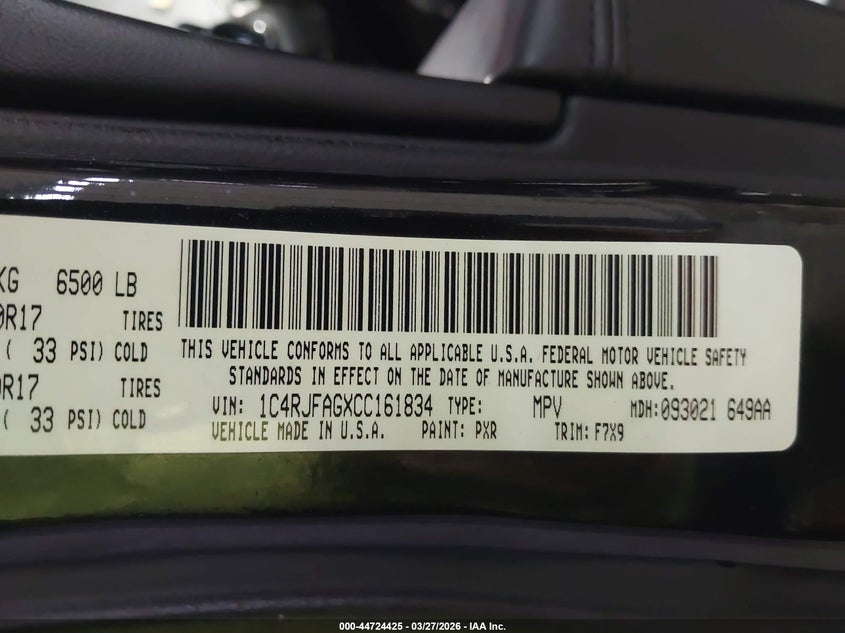 KG 6500 LB
0R17 TIRES
( 33 PSI) COLD
0R17 TIRES
( 33 PSI) COLD
THIS VEHICLE CONFORMS TO ALL APPLICABLE U.S.A. FEDERAL MOTOR VEHICLE SAFETY
STANDARDS IN EFFECT ON THE DATE OF MANUFACTURE SHOWN ABOVE.
VIN: 1C4RJFAGXCC161834 TYPE: MPV MDH:093021 649AA
VEHICLE MADE IN U.S.A. PAINT: PXR TRIM: F7X9
000-44724425 - 03/27/2026 - IAA Inc.